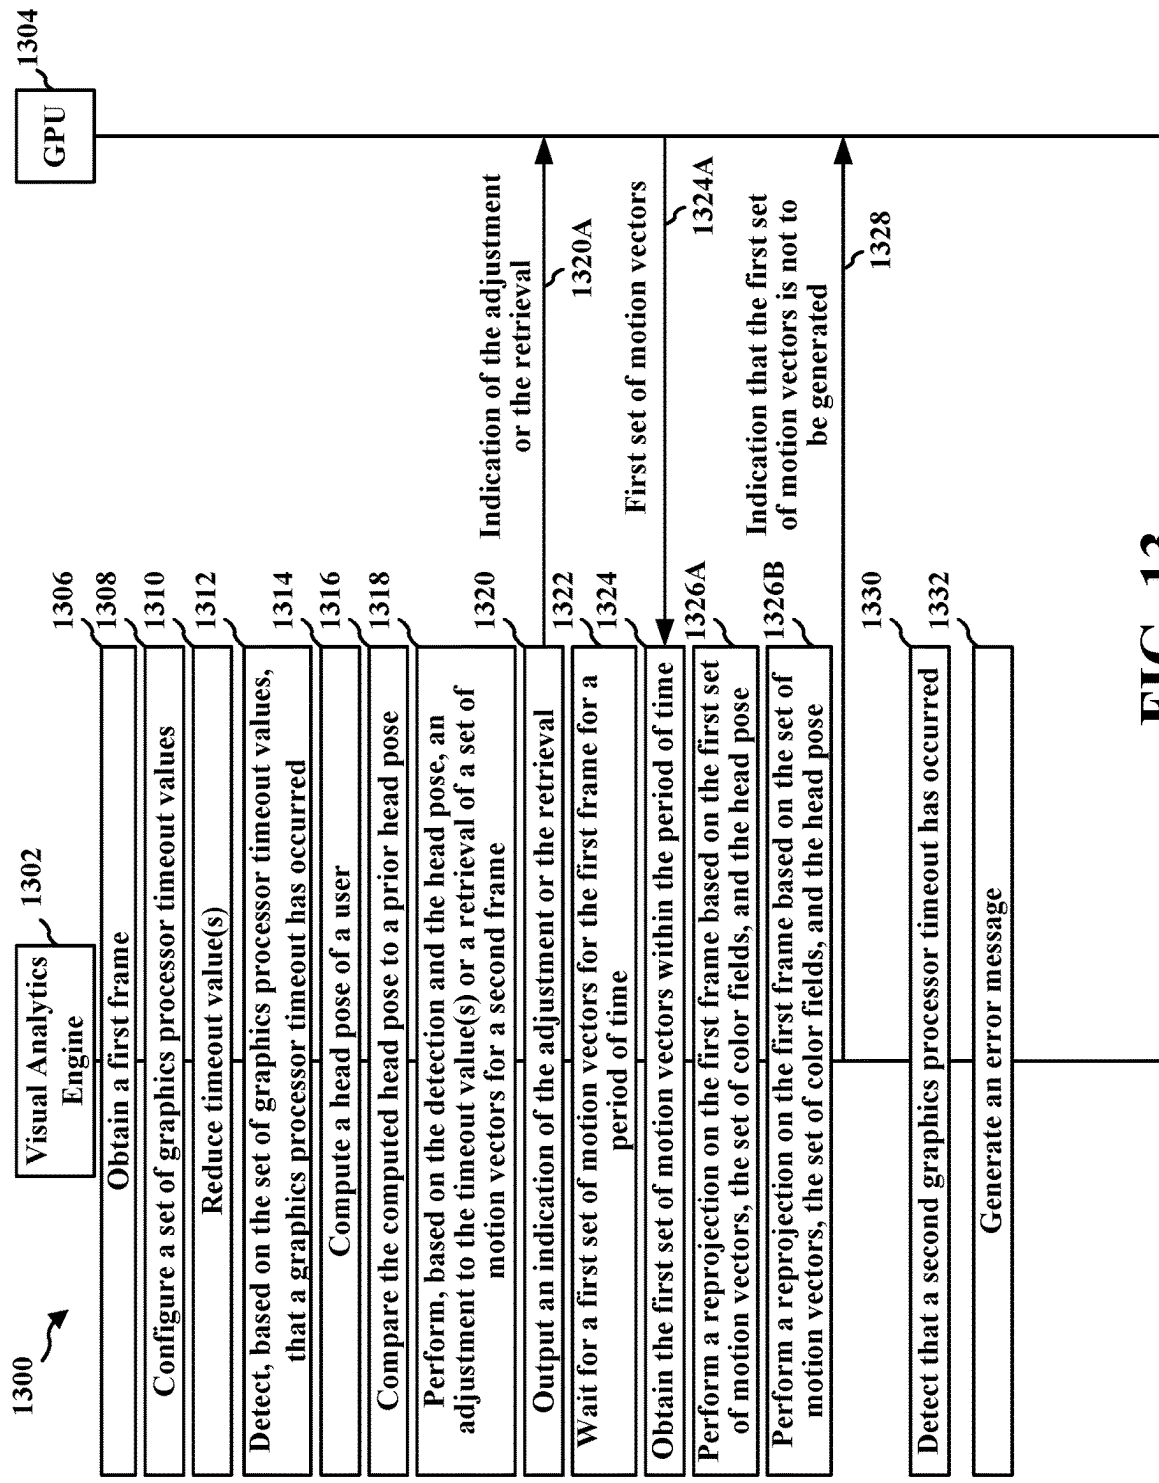 1300
Visual Analytics
Engine
1302
GPU
1304
Obtain a first frame
1306
Configure a set of graphics processor timeout values
1308
Reduce timeout value(s)
1310
Detect, based on the set of graphics processor timeout values,
that a graphics processor timeout has occurred
1312
Compute a head pose of a user
1314
Compare the computed head pose to a prior head pose
1316
Perform, based on the detection and the head pose, an
adjustment to the timeout value(s) or a retrieval of a set of
motion vectors for a second frame
1318
Output an indication of the adjustment or the retrieval
1320
Indication of the adjustment
or the retrieval
1320A
Wait for a first set of motion vectors for the first frame for a
period of time
1322
Obtain the first set of motion vectors within the period of time
1324
First set of motion vectors
1324A
Perform a reprojection on the first frame based on the first set
of motion vectors, the set of color fields, and the head pose
1326A
Perform a reprojection on the first frame based on the set of
motion vectors, the set of color fields, and the head pose
1326B
Indication that the first set
of motion vectors is not to
be generated
1328
Detect that a second graphics processor timeout has occurred
1330
Generate an error message
1332
FIG. 13